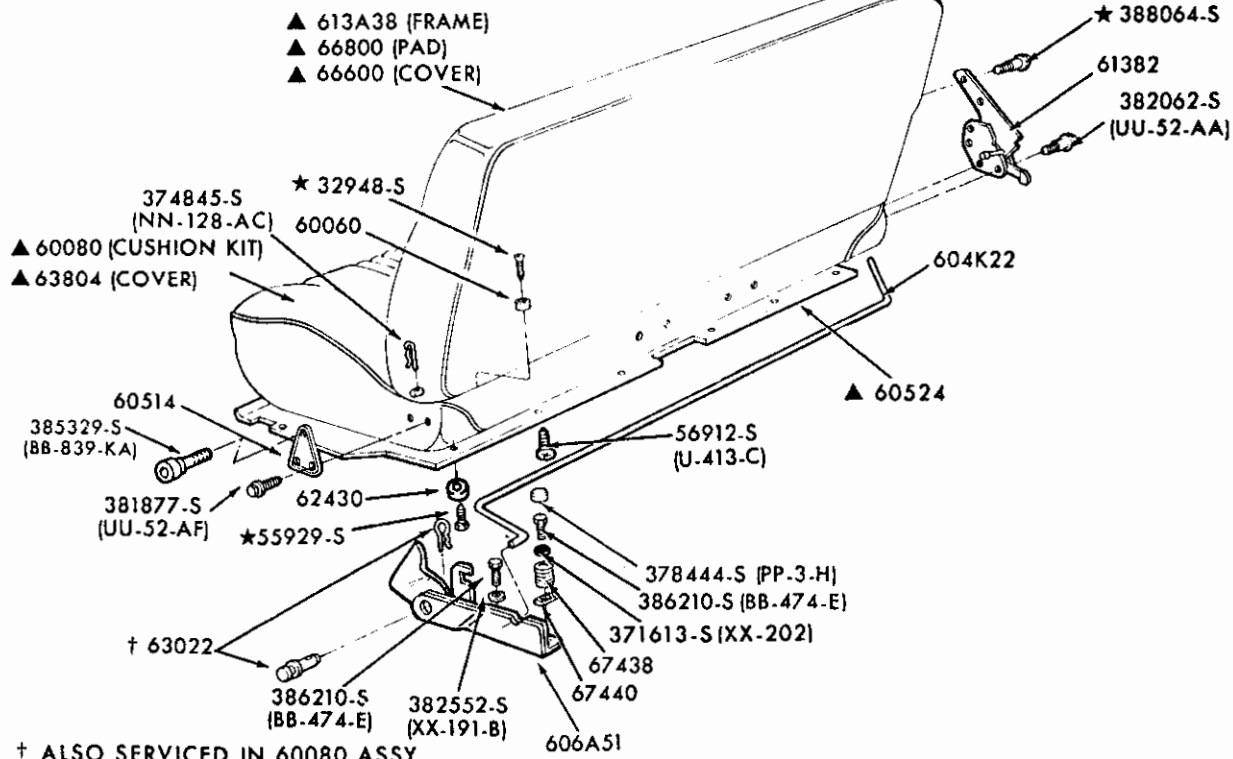 ▲ 613A38 (FRAME)
▲ 66800 (PAD)
▲ 66600 (COVER)
★ 388064-S
61382
382062-S
(UU-52-AA)
★ 32948-S
60060
374845-S
(NN-128-AC)
▲ 60080 (CUSHION KIT)
▲ 63804 (COVER)
604K22
▲ 60524
60514
385329-S
(BB-839-KA)
56912-S
(U-413-C)
381877-S
(UU-52-AF)
62430
★55929-S
378444-S (PP-3-H)
386210-S (BB-474-E)
371613-S (XX-202)
67438
67440
† 63022
386210-S
(BB-474-E)
382552-S
(XX-191-B)
606A51
† ALSO SERVICED IN 60080 ASSY